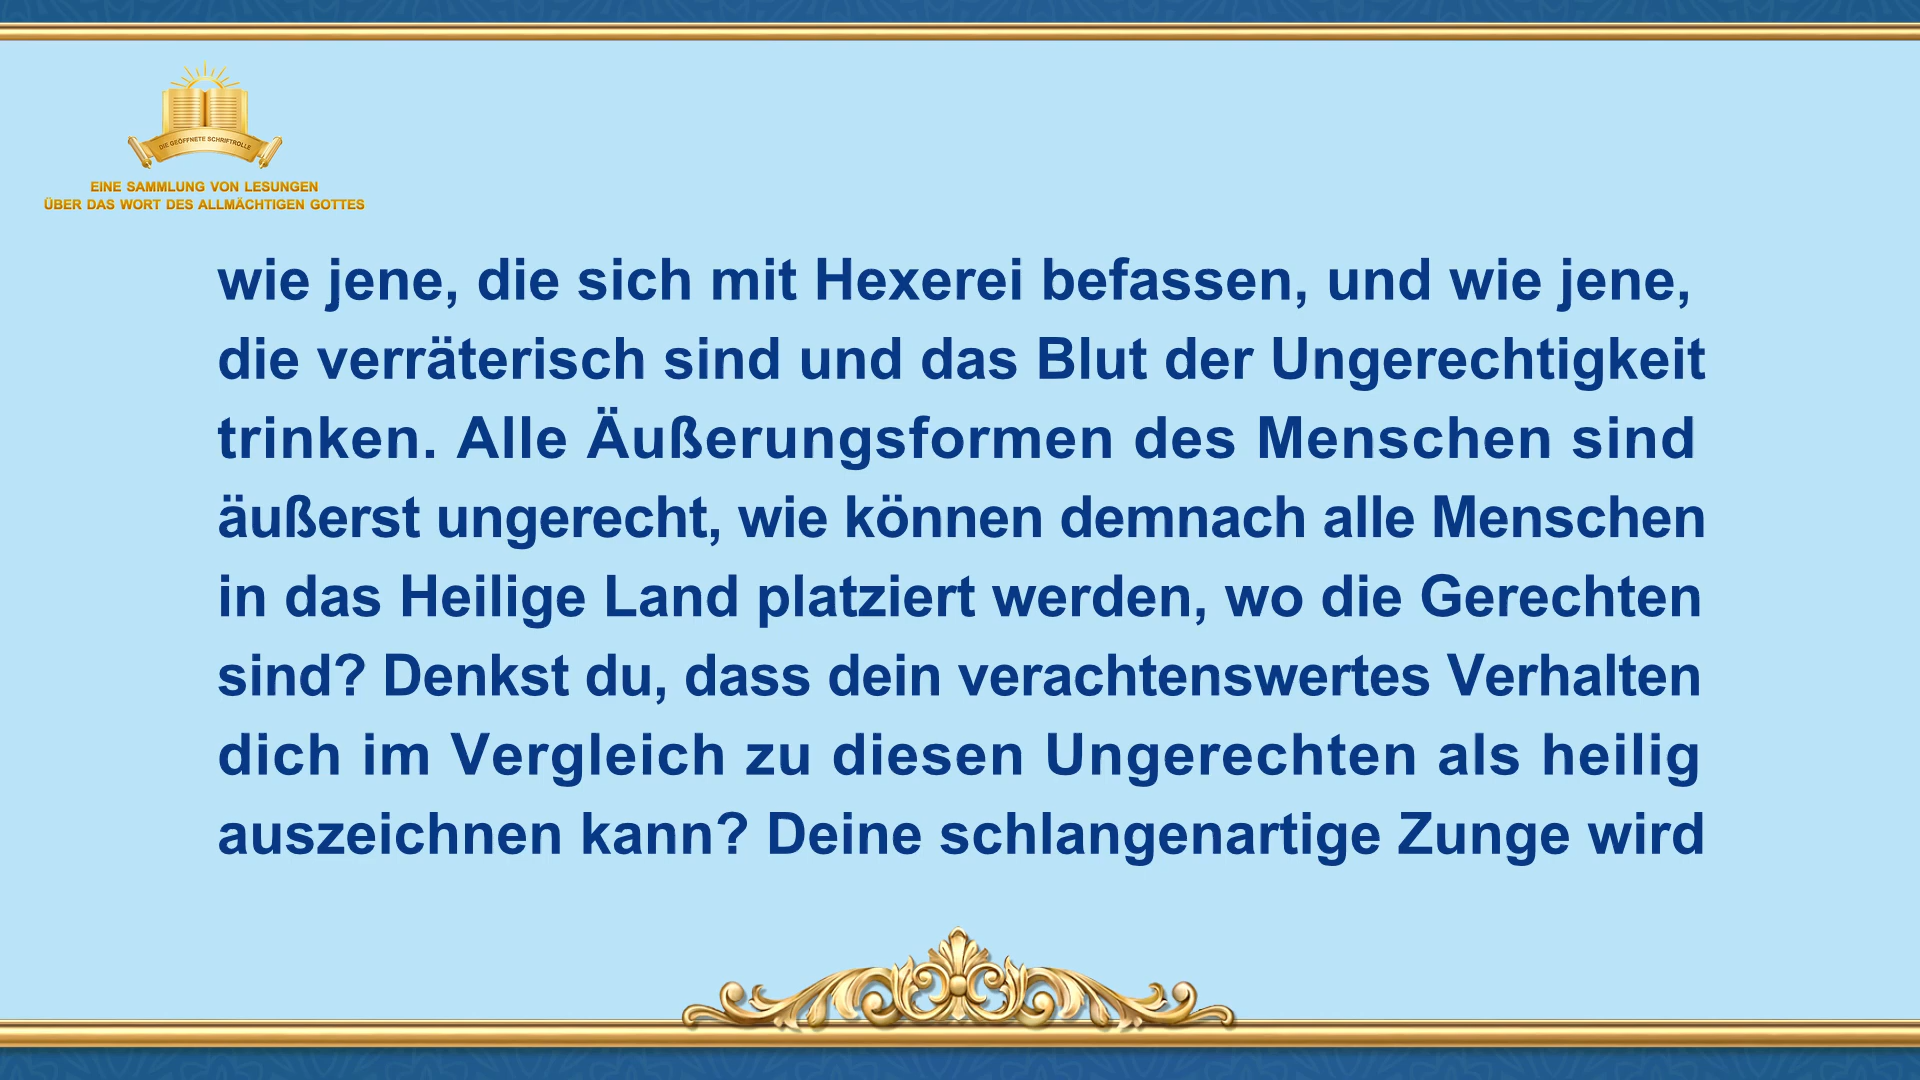 DIE GEÖFFNETE SCHRIFTROLLE
EINE SAMMLUNG VON LESUNGEN
ÜBER DAS WORT DES ALLMÄCHTIGEN GOTTES
wie jene, die sich mit Hexerei befassen, und wie jene,
die verräterisch sind und das Blut der Ungerechtigkeit
trinken. Alle Äußerungsformen des Menschen sind
äußerst ungerecht, wie können demnach alle Menschen
in das Heilige Land platziert werden, wo die Gerechten
sind? Denkst du, dass dein verachtenswertes Verhalten
dich im Vergleich zu diesen Ungerechten als heilig
auszeichnen kann? Deine schlangenartige Zunge wird